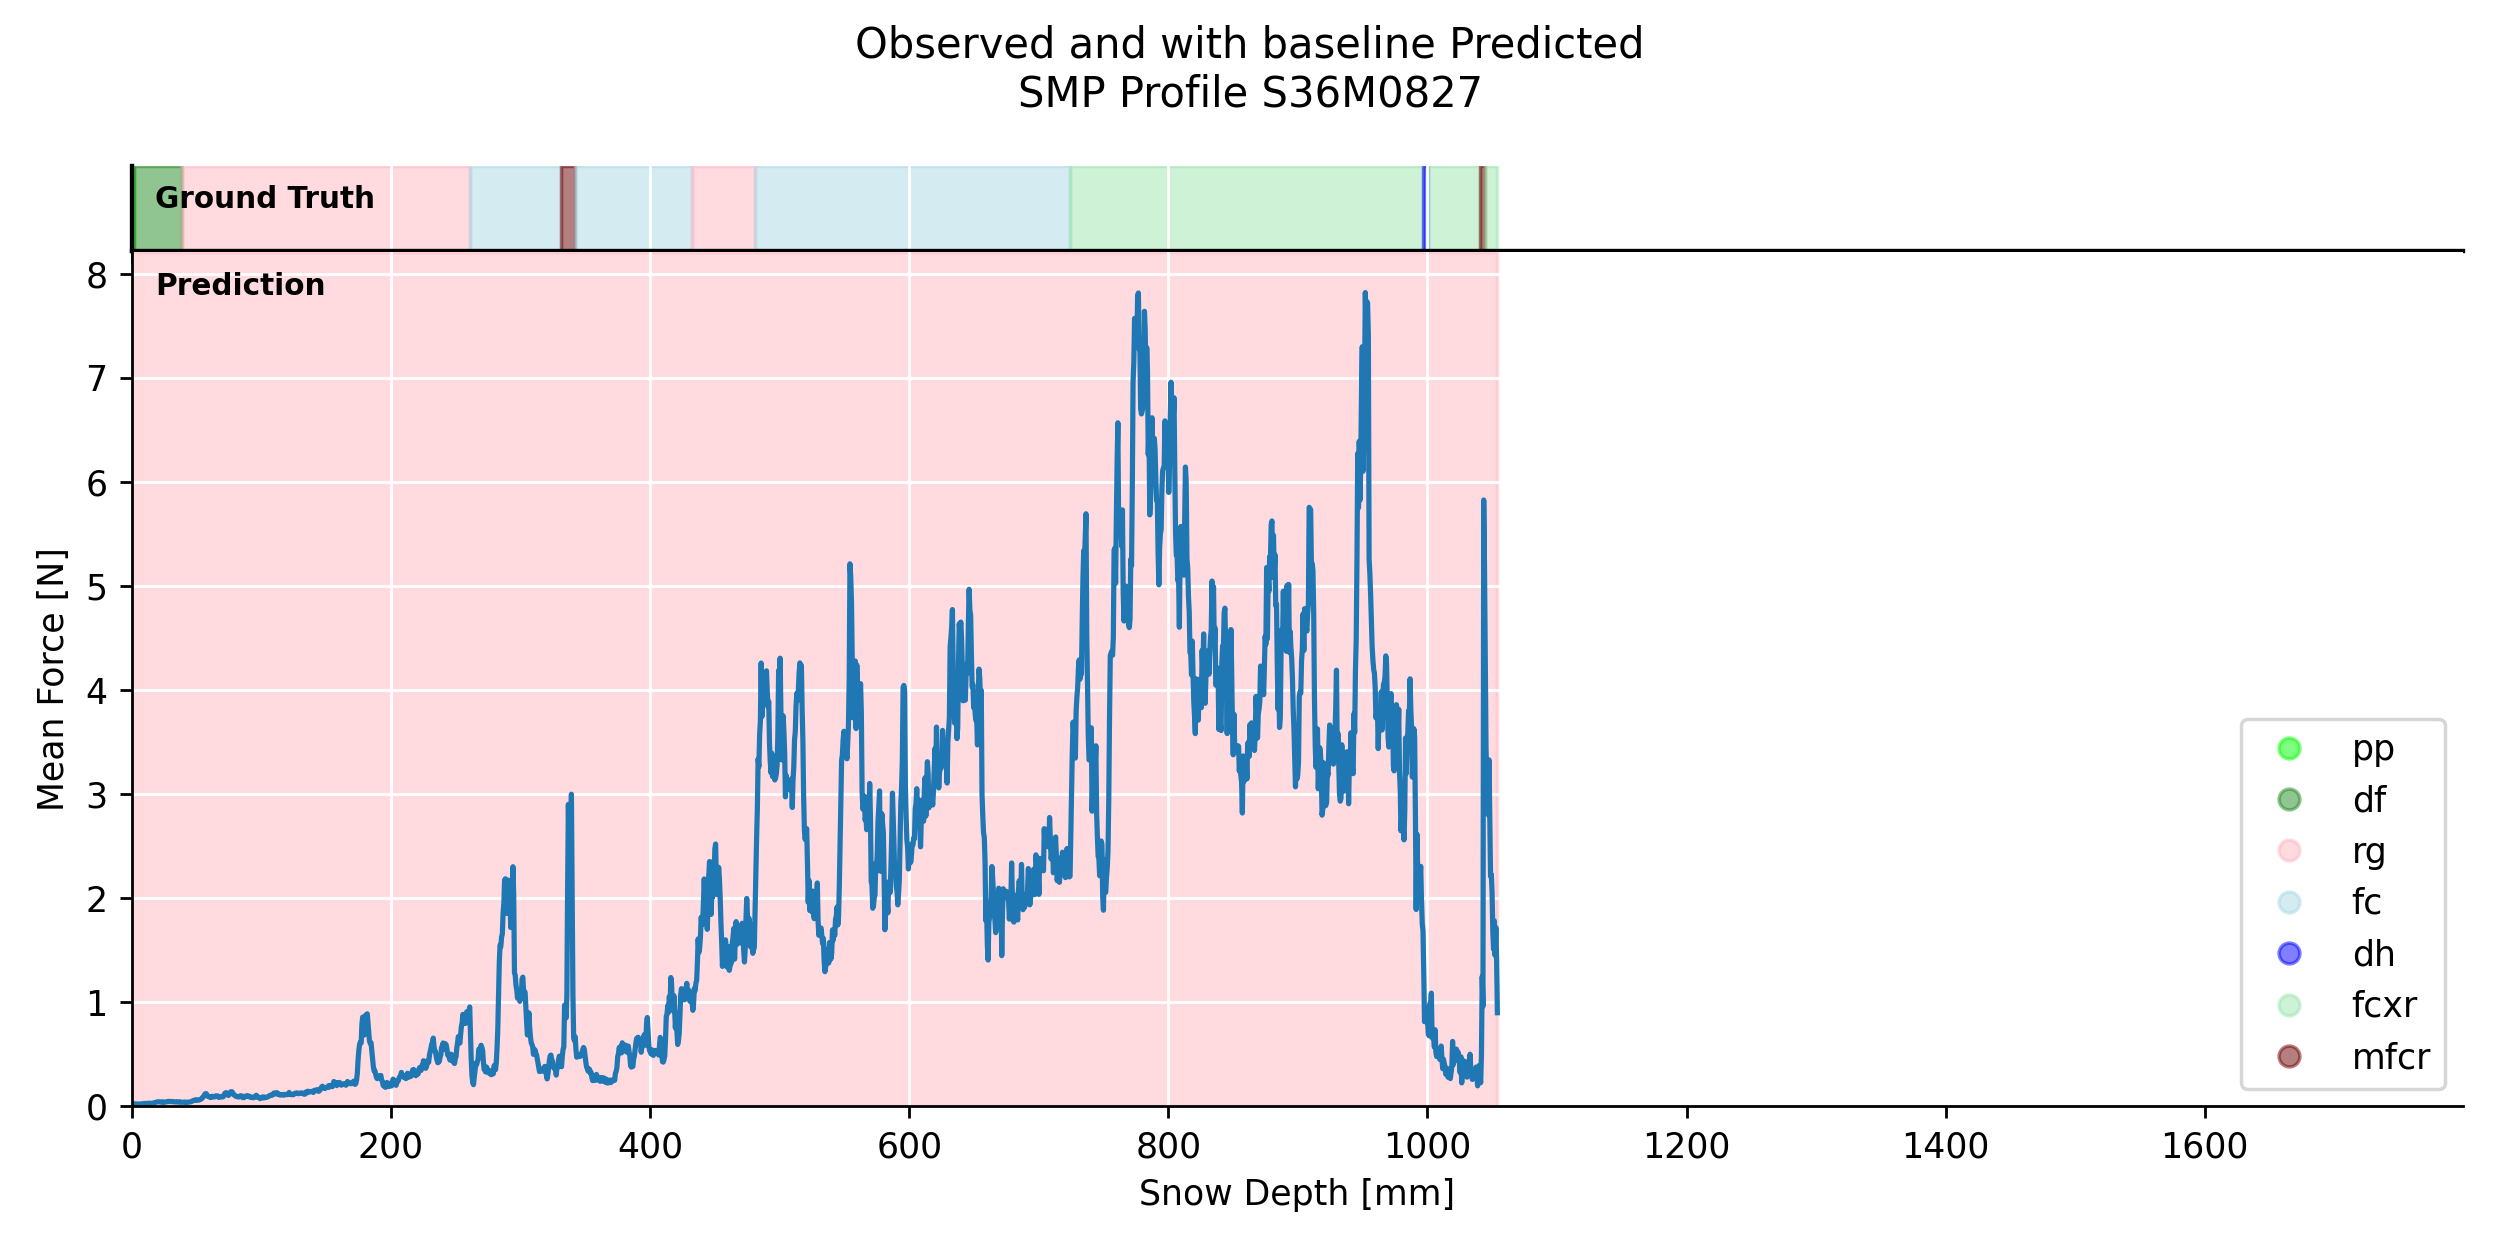 Observed and with baseline Predicted
SMP Profile S36M0827
Ground Truth
Prediction
8
7
6
5
4
3
2
1
0
Mean Force [N]
0 200 400 600 800 1000 1200 1400 1600
Snow Depth [mm]
pp
df
rg
fc
dh
fcxr
mfcr